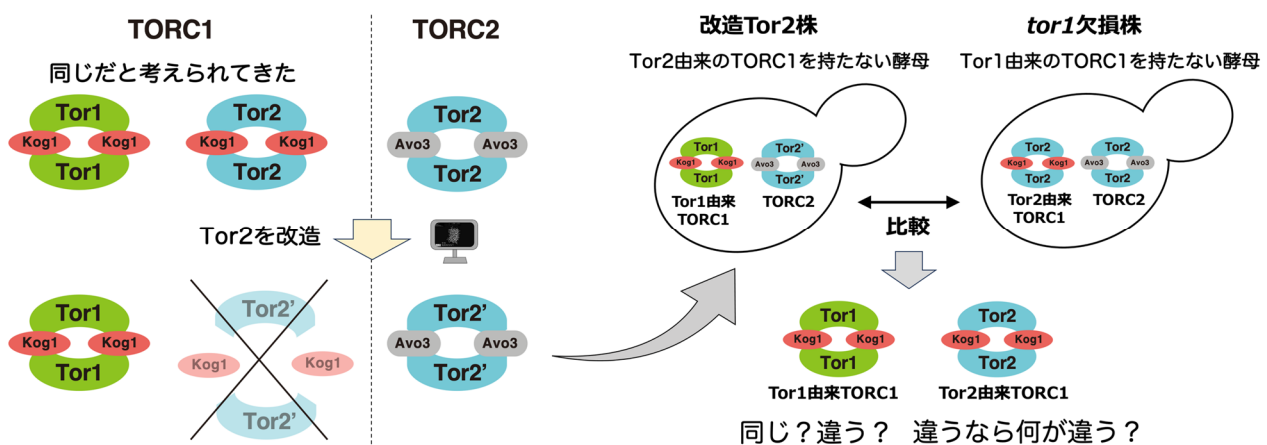 TORC1
同じだと考えられてきた
Tor1
Kog1 Kog1
Tor1
Tor2
Kog1 Kog1
Tor2
TORC2
Tor2
Avo3 Avo3
Tor2
Tor2を改造
Tor1
Kog1 Kog1
Tor1
Tor2’
Kog1 Kog1
Tor2’
Tor2’
Avo3 Avo3
Tor2’
改造Tor2株
Tor2由来のTORC1を持たない酵母
Tor1
Kog1 Kog1
Tor1
Tor1由来
TORC1
Tor2'
Avo3 Avo3
Tor2'
TORC2
tor1欠損株
Tor1由来のTORC1を持たない酵母
Tor2
Kog1 Kog1
Tor2
Tor2由来
TORC1
Tor2
Avo3 Avo3
Tor2
TORC2
比較
Tor1
Kog1 Kog1
Tor1
Tor1由来TORC1
Tor2
Kog1 Kog1
Tor2
Tor2由来TORC1
同じ？違う？ 違うなら何が違う？